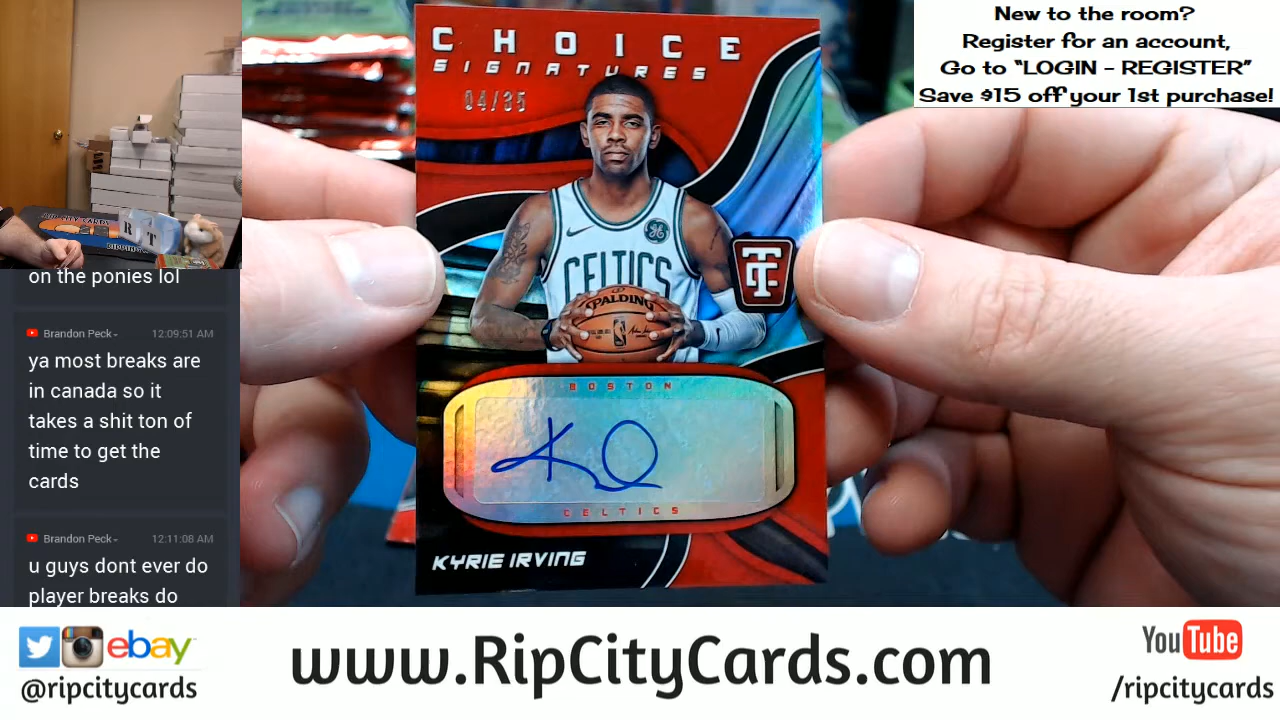 New to the room?
Register for an account,
Go to "LOGIN - REGISTER"
Save $15 off your 1st purchase!
CHOICE
SIGNATURES
04/35
CELTICS
SPALDING
BOSTON
CELTICS
KYRIE IRVING
on the ponies lol
Brandon Peck
12:09:51 AM
ya most breaks are
in canada so it
takes a shit ton of
time to get the
cards
Brandon Peck
12:11:08 AM
u guys dont ever do
player breaks do
ebay
@ripcitycards
www.RipCityCards.com
YouTube
/ripcitycards